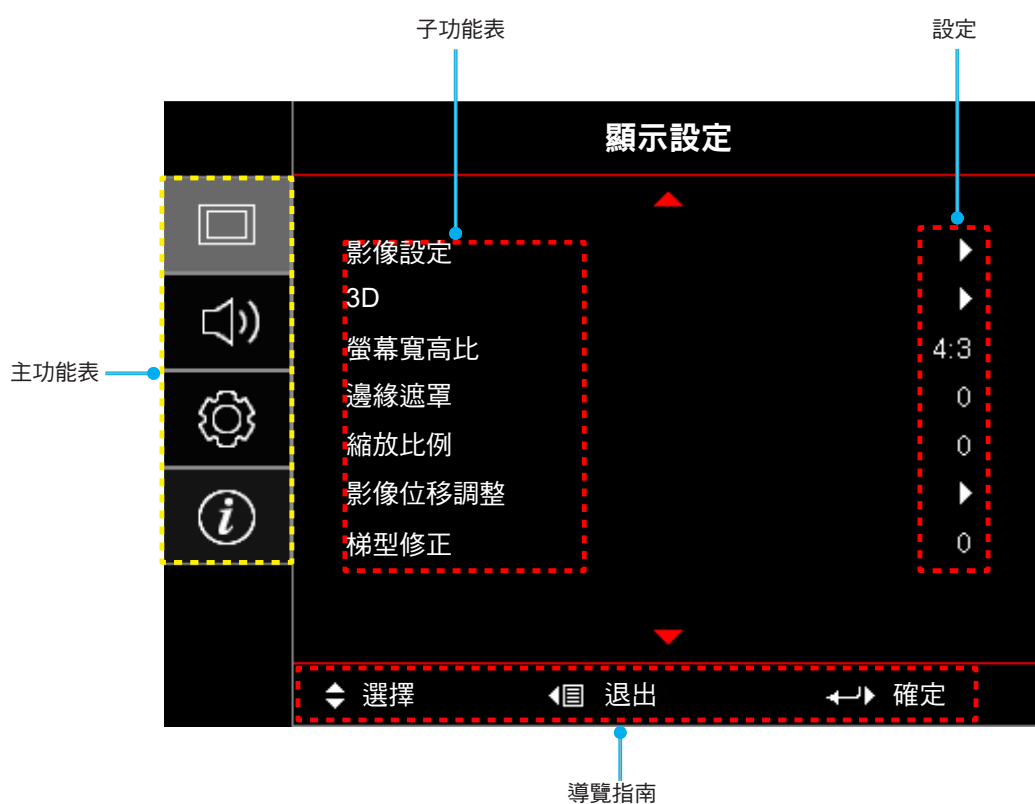 子功能表
設定
顯示設定
影像設定
3D
螢幕寬高比 4:3
主功能表
邊緣遮罩 0
縮放比例 0
影像位移調整
梯型修正 0
選擇 退出 確定
導覽指南